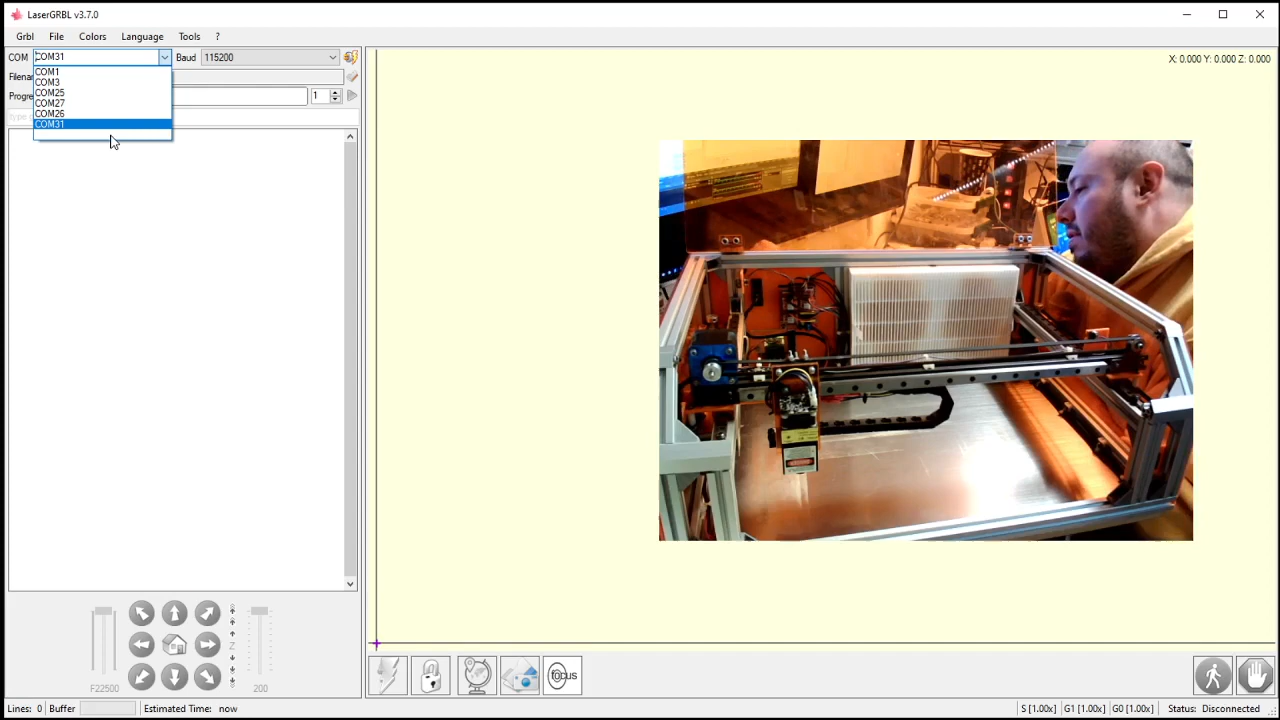 LaserGRBL v3.7.0
Grbl File Colors Language Tools ?
COM COM31 Baud 115200
X: 0.000 Y: 0.000 Z: 0.000
COM1
Filena
COM3
COM25
Progre
1
COM27
COM26
COM31
Z
F22500
200
focus
Lines: 0 Buffer Estimated Time: now
S [1.00x] G1 [1.00x] G0 [1.00x] Status: Disconnected